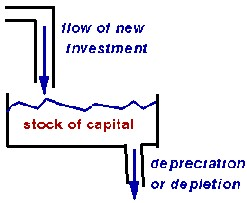 flow of new
investment
stock of capital
depreciation
or depletion